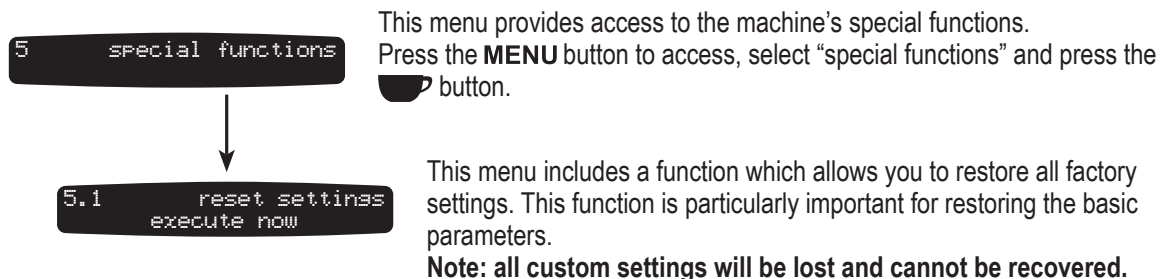 5 special functions
This menu provides access to the machine's special functions.
Press the MENU button to access, select “special functions” and press the
button.
5.1 reset settings
execute now
This menu includes a function which allows you to restore all factory
settings. This function is particularly important for restoring the basic
parameters.
Note: all custom settings will be lost and cannot be recovered.